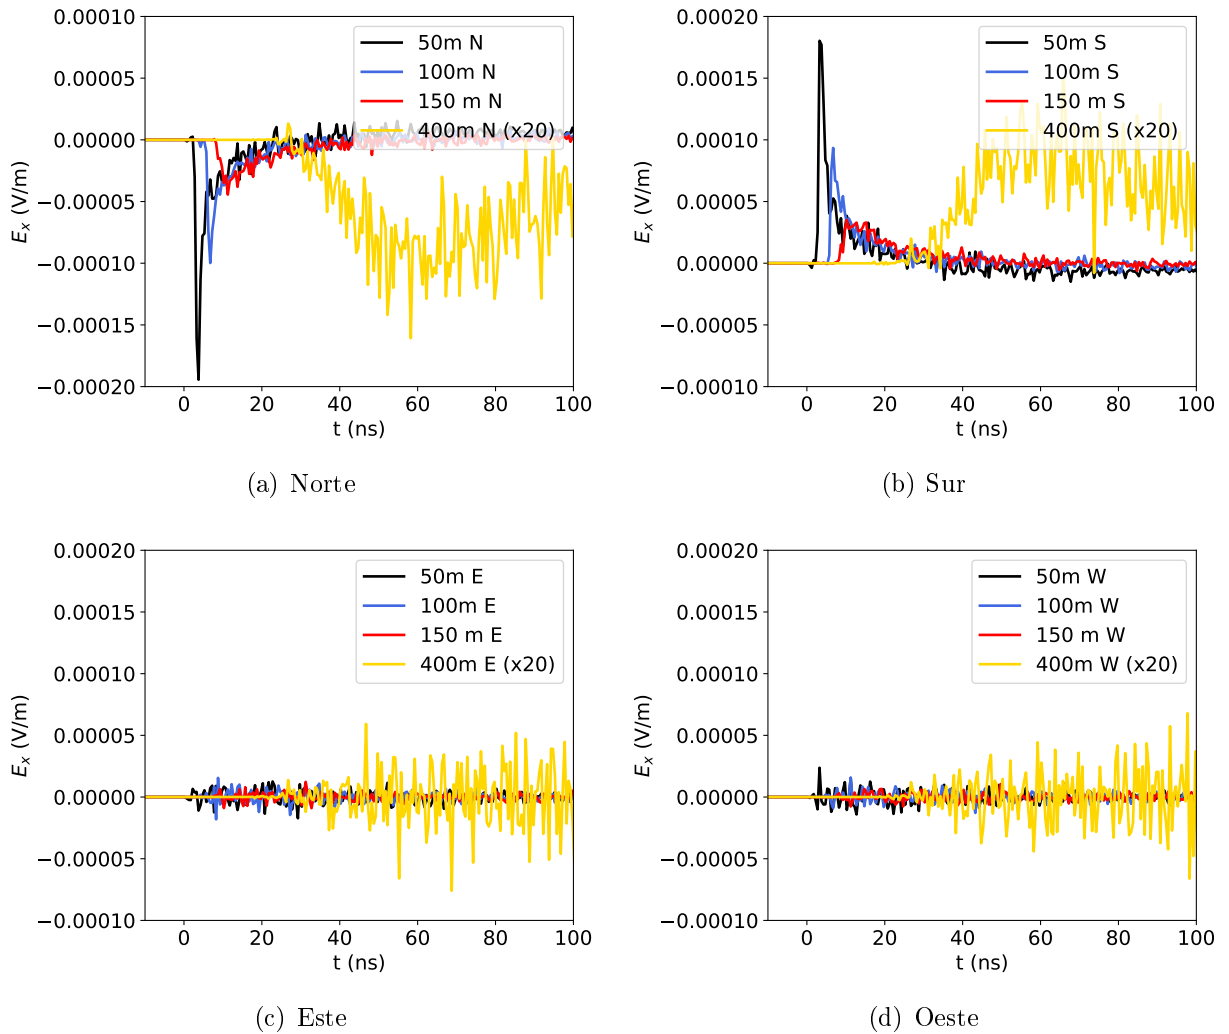 0.00010
0.00005
0.00000
−0.00005
−0.00010
−0.00015
−0.00020
E_x (V/m)
50m N
100m N
150 m N
400m N (x20)
0 20 40 60 80 100
t (ns)
(a) Norte
0.00020
0.00015
0.00010
0.00005
0.00000
−0.00005
−0.00010
E_x (V/m)
50m S
100m S
150 m S
400m S (x20)
0 20 40 60 80 100
t (ns)
(b) Sur
0.00020
0.00015
0.00010
0.00005
0.00000
−0.00005
−0.00010
E_x (V/m)
50m E
100m E
150 m E
400m E (x20)
0 20 40 60 80 100
t (ns)
(c) Este
0.00020
0.00015
0.00010
0.00005
0.00000
−0.00005
−0.00010
E_x (V/m)
50m W
100m W
150 m W
400m W (x20)
0 20 40 60 80 100
t (ns)
(d) Oeste